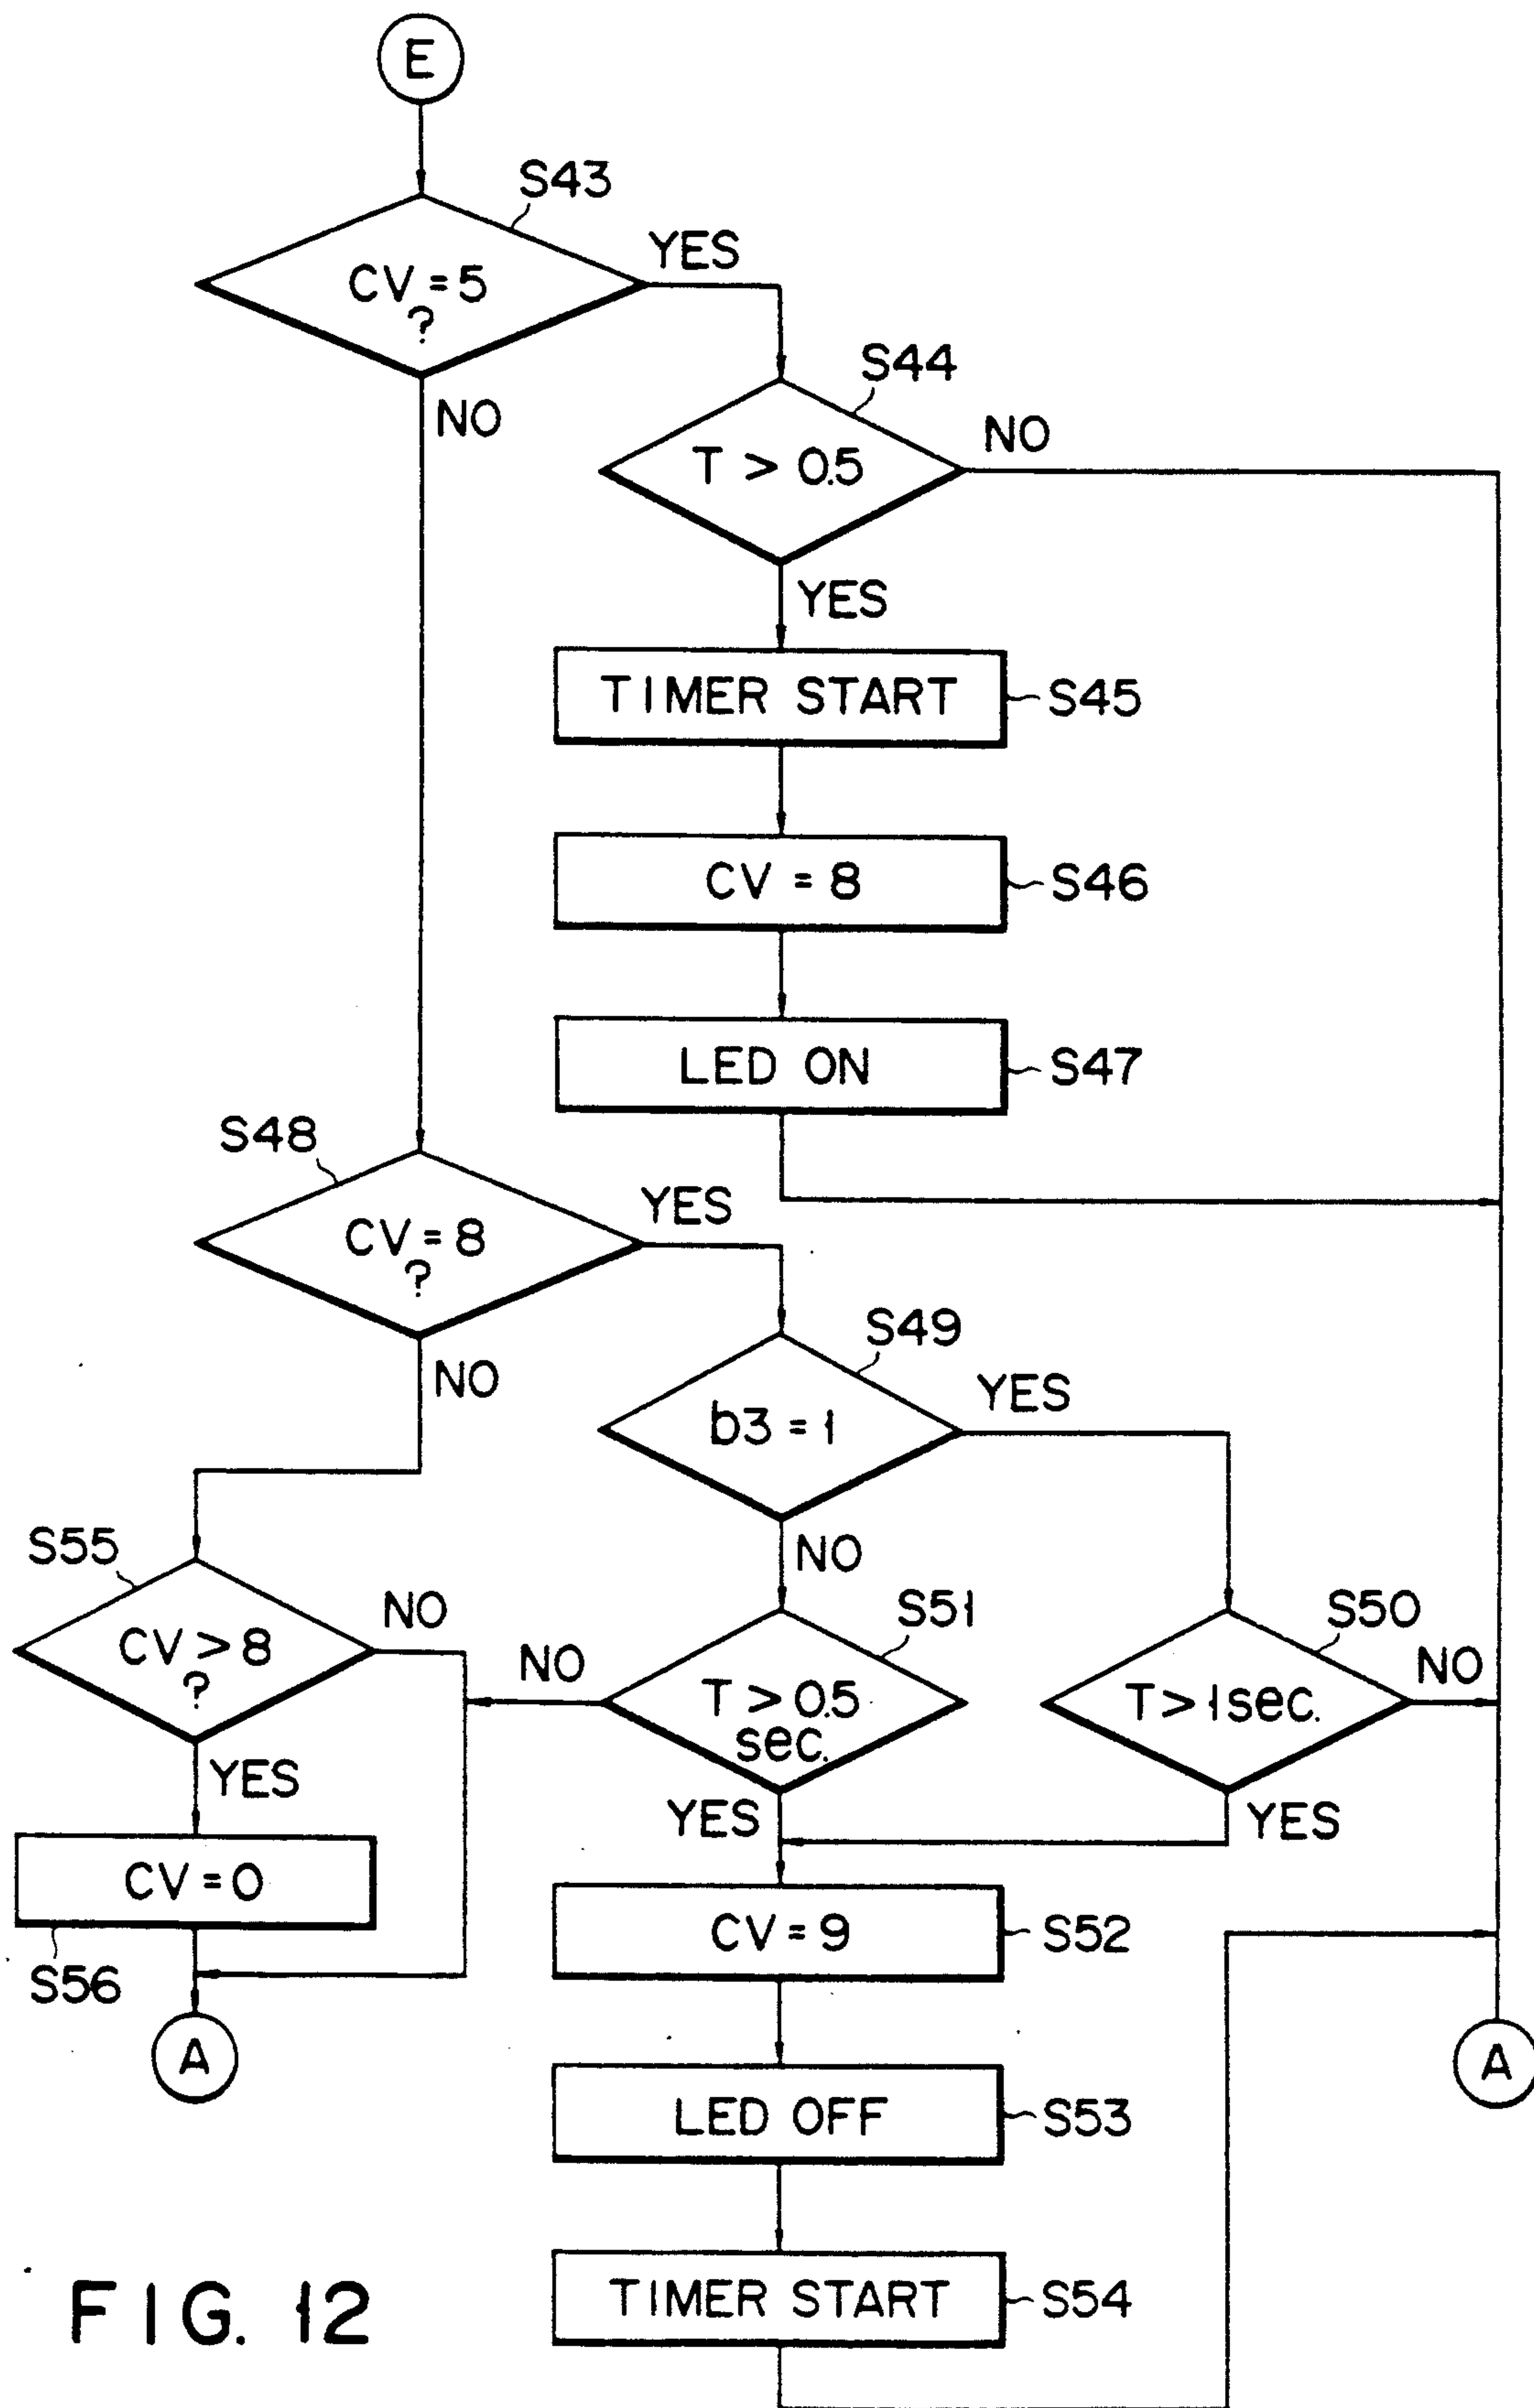 E
S43
CV = 5
?
YES
NO
S44
T > 0.5
NO
YES
TIMER START
S45
CV = 8
S46
LED ON
S47
S48
CV = 8
?
YES
NO
S49
b3 = 1
YES
NO
S55
CV > 8
?
NO
YES
S51
T > 0.5
sec.
NO
YES
S50
T > 1sec.
NO
YES
CV = 0
S56
A
CV = 9
S52
LED OFF
S53
TIMER START
S54
A
FIG. 12